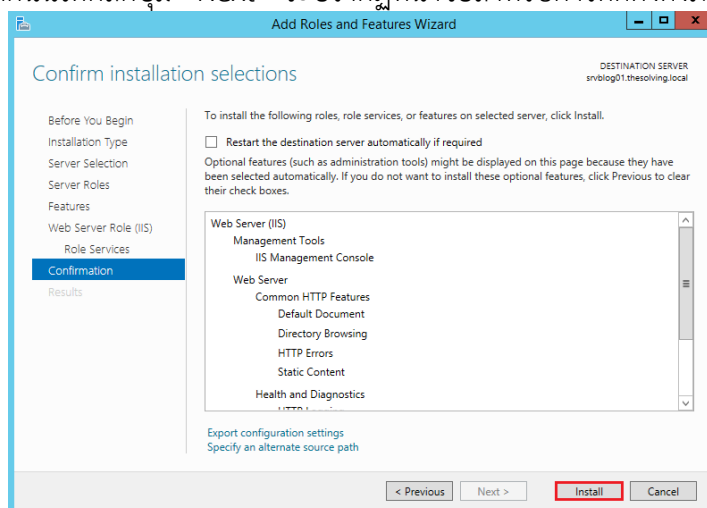 Add Roles and Features Wizard
Confirm installation selections
DESTINATION SERVER
srvblog01.thesolving.local
Before You Begin
Installation Type
Server Selection
Server Roles
Features
Web Server Role (IIS)
Role Services
Confirmation
Results
To install the following roles, role services, or features on selected server, click Install.
Restart the destination server automatically if required
Optional features (such as administration tools) might be displayed on this page because they have
been selected automatically. If you do not want to install these optional features, click Previous to clear
their check boxes.
Web Server (IIS)
Management Tools
IIS Management Console
Web Server
Common HTTP Features
Default Document
Directory Browsing
HTTP Errors
Static Content
Health and Diagnostics
Export configuration settings
Specify an alternate source path
< Previous
Next >
Install
Cancel